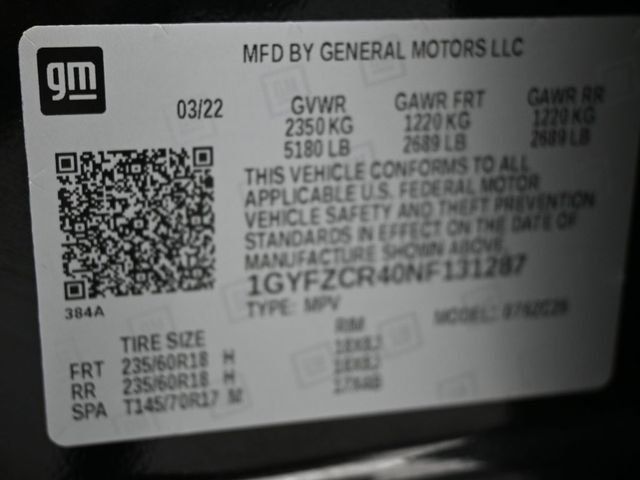 gm
MFD BY GENERAL MOTORS LLC
03/22 GVWR GAWR FRT GAWR RR
2350 KG 1220 KG 1220 KG
5180 LB 2689 LB 2689 LB
THIS VEHICLE CONFORMS TO ALL
APPLICABLE U.S. FEDERAL MOTOR
VEHICLE SAFETY AND THEFT PREVENTION
STANDARDS IN EFFECT ON THE DATE OF
MANUFACTURE SHOWN ABOVE.
384A
1GYFZCR40NF131287
TYPE: MPV MODEL:
TIRE SIZE RIM
FRT 235/60R18 H 18X8J
RR 235/60R18 H 18X8J
SPA T145/70R17 M